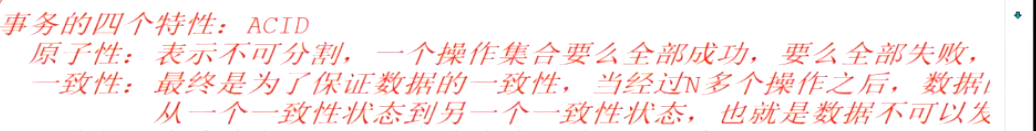 事务的四个特性：ACID
原子性：表示不可分割，一个操作集合要么全部成功，要么全部失败，
一致性：最终是为了保证数据的一致性，当经过N多个操作之后，数据
从一个一致性状态到另一个一致性状态，也就是数据不可以发